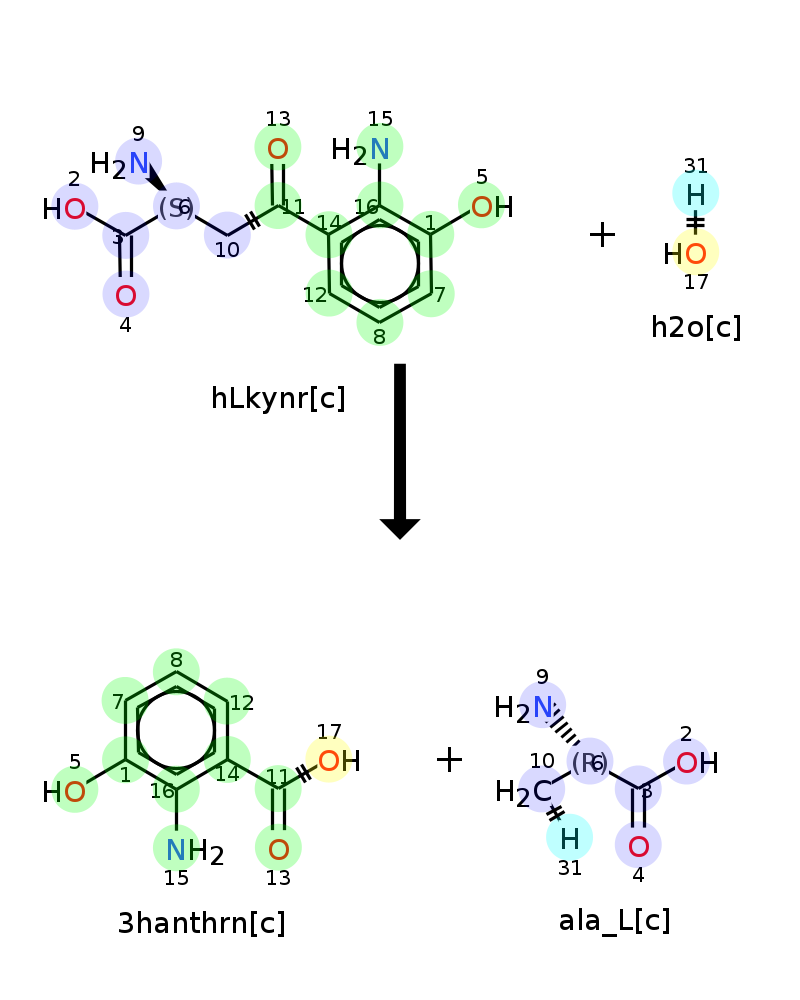 13 15
9 H2N O H2N 31
2 5 H
HO (S) 6 11 16 OH
3 10 14 1 + HO
O 12 7 17
4 8
h2o[c]
hLkynr[c]
8 9
7 12 H2N
5 17 10 (R) 6 2
HO 1 16 14 11 OH + H2C 3 OH
NH2 O H O
15 13 31 4
3hanthrn[c] ala_L[c]